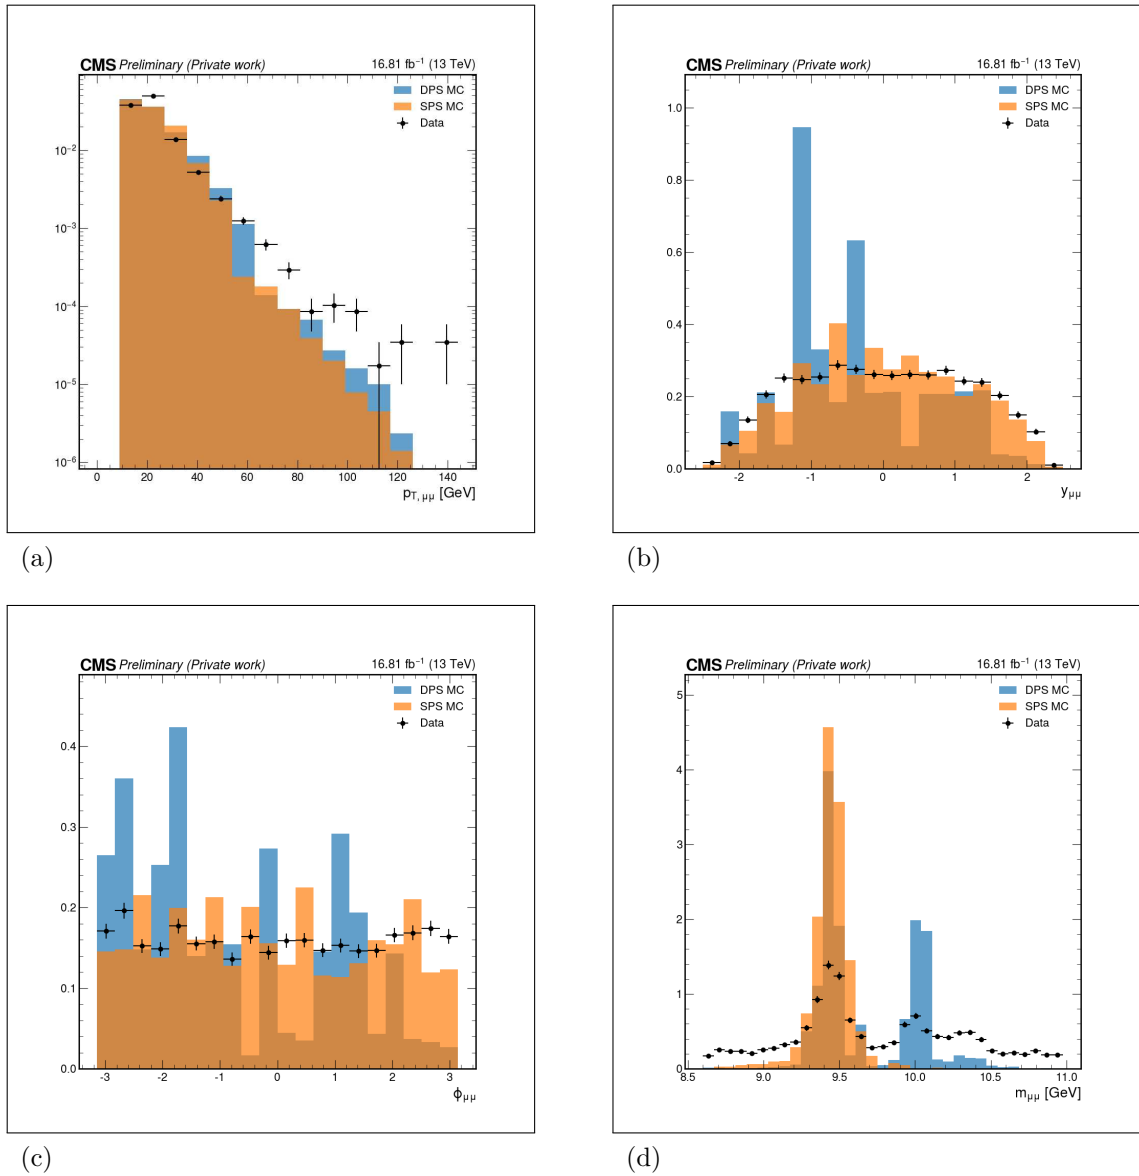 CMS Preliminary (Private work) 16.81 fb⁻¹ (13 TeV)
DPS MC
SPS MC
Data
10⁻²
10⁻³
10⁻⁴
10⁻⁵
10⁻⁶
0 20 40 60 80 100 120 140
p_T, μμ [GeV]
(a)
CMS Preliminary (Private work) 16.81 fb⁻¹ (13 TeV)
DPS MC
SPS MC
Data
1.0
0.8
0.6
0.4
0.2
0.0
-2 -1 0 1 2
y_μμ
(b)
CMS Preliminary (Private work) 16.81 fb⁻¹ (13 TeV)
DPS MC
SPS MC
Data
0.4
0.3
0.2
0.1
0.0
-3 -2 -1 0 1 2 3
ϕ_μμ
(c)
CMS Preliminary (Private work) 16.81 fb⁻¹ (13 TeV)
DPS MC
SPS MC
Data
5
4
3
2
1
0
8.5 9.0 9.5 10.0 10.5 11.0
m_μμ [GeV]
(d)